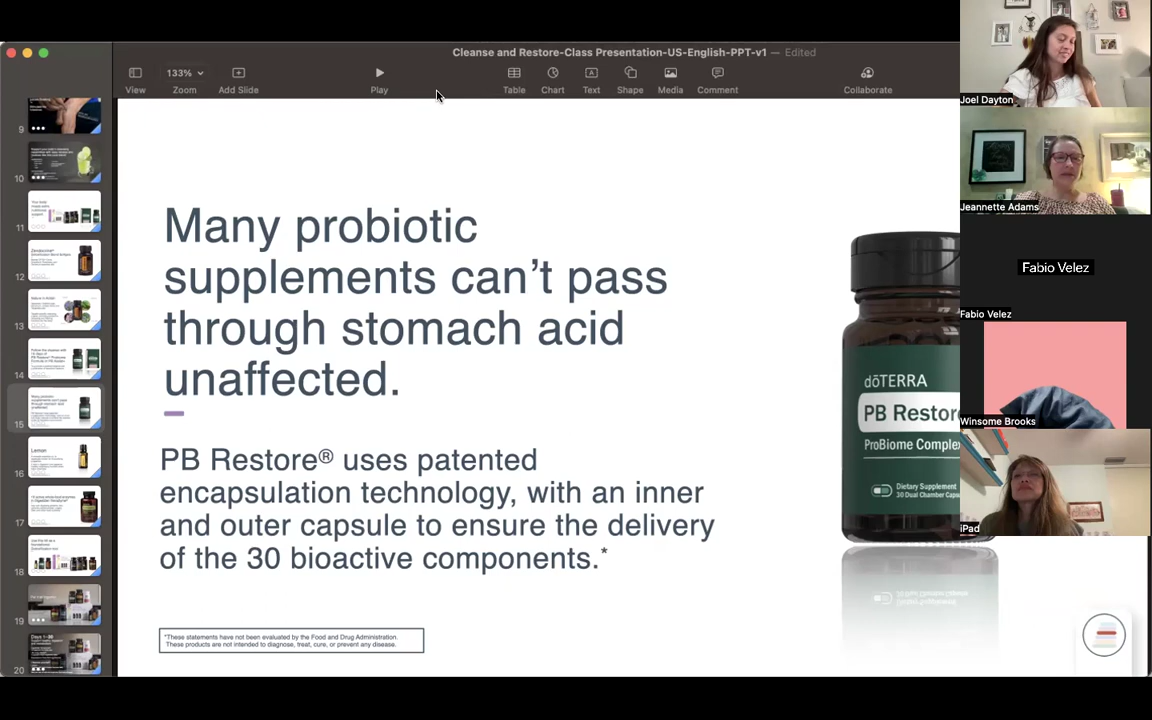 Cleanse and Restore-Class Presentation-US-English-PPT-v1 — Edited
133%
View
Zoom
Add Slide
Play
Table
Chart
Text
Shape
Media
Comment
Collaborate
9
10
11
12
13
14
15
16
Lemon
17
18
19
20
Days 1–30
Many probiotic
supplements can’t pass
through stomach acid
unaffected.
PB Restore® uses patented
encapsulation technology, with an inner
and outer capsule to ensure the delivery
of the 30 bioactive components.*
*These statements have not been evaluated by the Food and Drug Administration.
These products are not intended to diagnose, treat, cure, or prevent any disease.
dōTERRA
PB Restore
ProBiome Complex
Dietary Supplement
30 Dual Chamber Caps
Joel Dayton
Jeannette Adams
Fabio Velez
Fabio Velez
Winsome Brooks
iPad